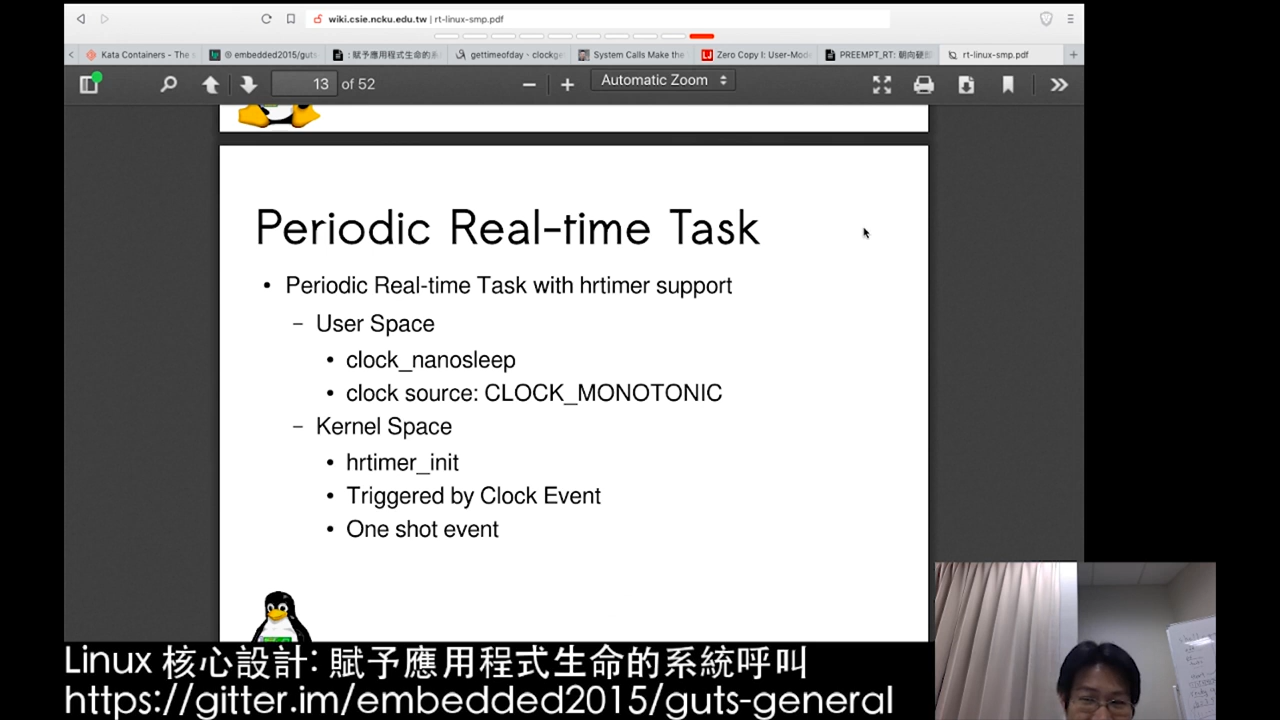 wiki.csie.ncku.edu.tw | rt-linux-smp.pdf
Kata Containers - The s
@ embedded2015/guts
: 賦予應用程式生命的系
gettimeofday、clockge
System Calls Make the
Zero Copy I: User-Mod
PREEMPT_RT: 朝向硬
rt-linux-smp.pdf
13 of 52
Automatic Zoom
Periodic Real-time Task
• Periodic Real-time Task with hrtimer support
– User Space
• clock_nanosleep
• clock source: CLOCK_MONOTONIC
– Kernel Space
• hrtimer_init
• Triggered by Clock Event
• One shot event
Linux 核心設計: 賦予應用程式生命的系統呼叫
https://gitter.im/embedded2015/guts-general